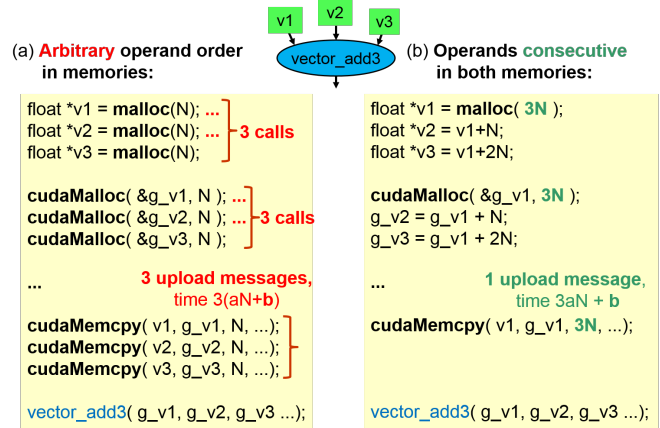 v1
v2
v3
vector_add3
(a) Arbitrary operand order
in memories:
float *v1 = malloc(N); ...
float *v2 = malloc(N); ...
float *v3 = malloc(N);
3 calls
cudaMalloc( &g_v1, N ); ...
cudaMalloc( &g_v2, N ); ...
cudaMalloc( &g_v3, N );
3 calls
...
3 upload messages,
time 3(aN+b)
cudaMemcpy( v1, g_v1, N, ...);
cudaMemcpy( v2, g_v2, N, ...);
cudaMemcpy( v3, g_v3, N, ...);
vector_add3( g_v1, g_v2, g_v3 ...);
(b) Operands consecutive
in both memories:
float *v1 = malloc( 3N );
float *v2 = v1+N;
float *v3 = v1+2N;
cudaMalloc( &g_v1, 3N );
g_v2 = g_v1 + N;
g_v3 = g_v1 + 2N;
...
1 upload message,
time 3aN + b
cudaMemcpy( v1, g_v1, 3N, ...);
vector_add3( g_v1, g_v2, g_v3 ...);